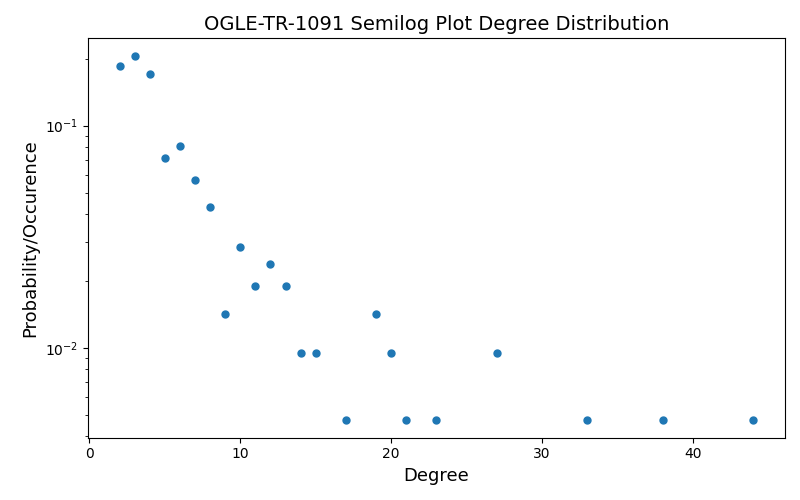 OGLE-TR-1091 Semilog Plot Degree Distribution
Probability/Occurence
10⁻¹
10⁻²
0 10 20 30 40
Degree